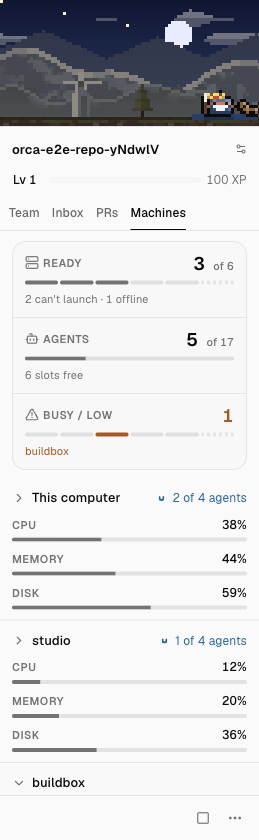 orca-e2e-repo-yNdwlV
Lv 1 100 XP
Team Inbox PRs Machines
READY 3 of 6
2 can't launch · 1 offline
AGENTS 5 of 17
6 slots free
BUSY / LOW 1
buildbox
This computer 2 of 4 agents
CPU 38%
MEMORY 44%
DISK 59%
studio 1 of 4 agents
CPU 12%
MEMORY 20%
DISK 36%
buildbox